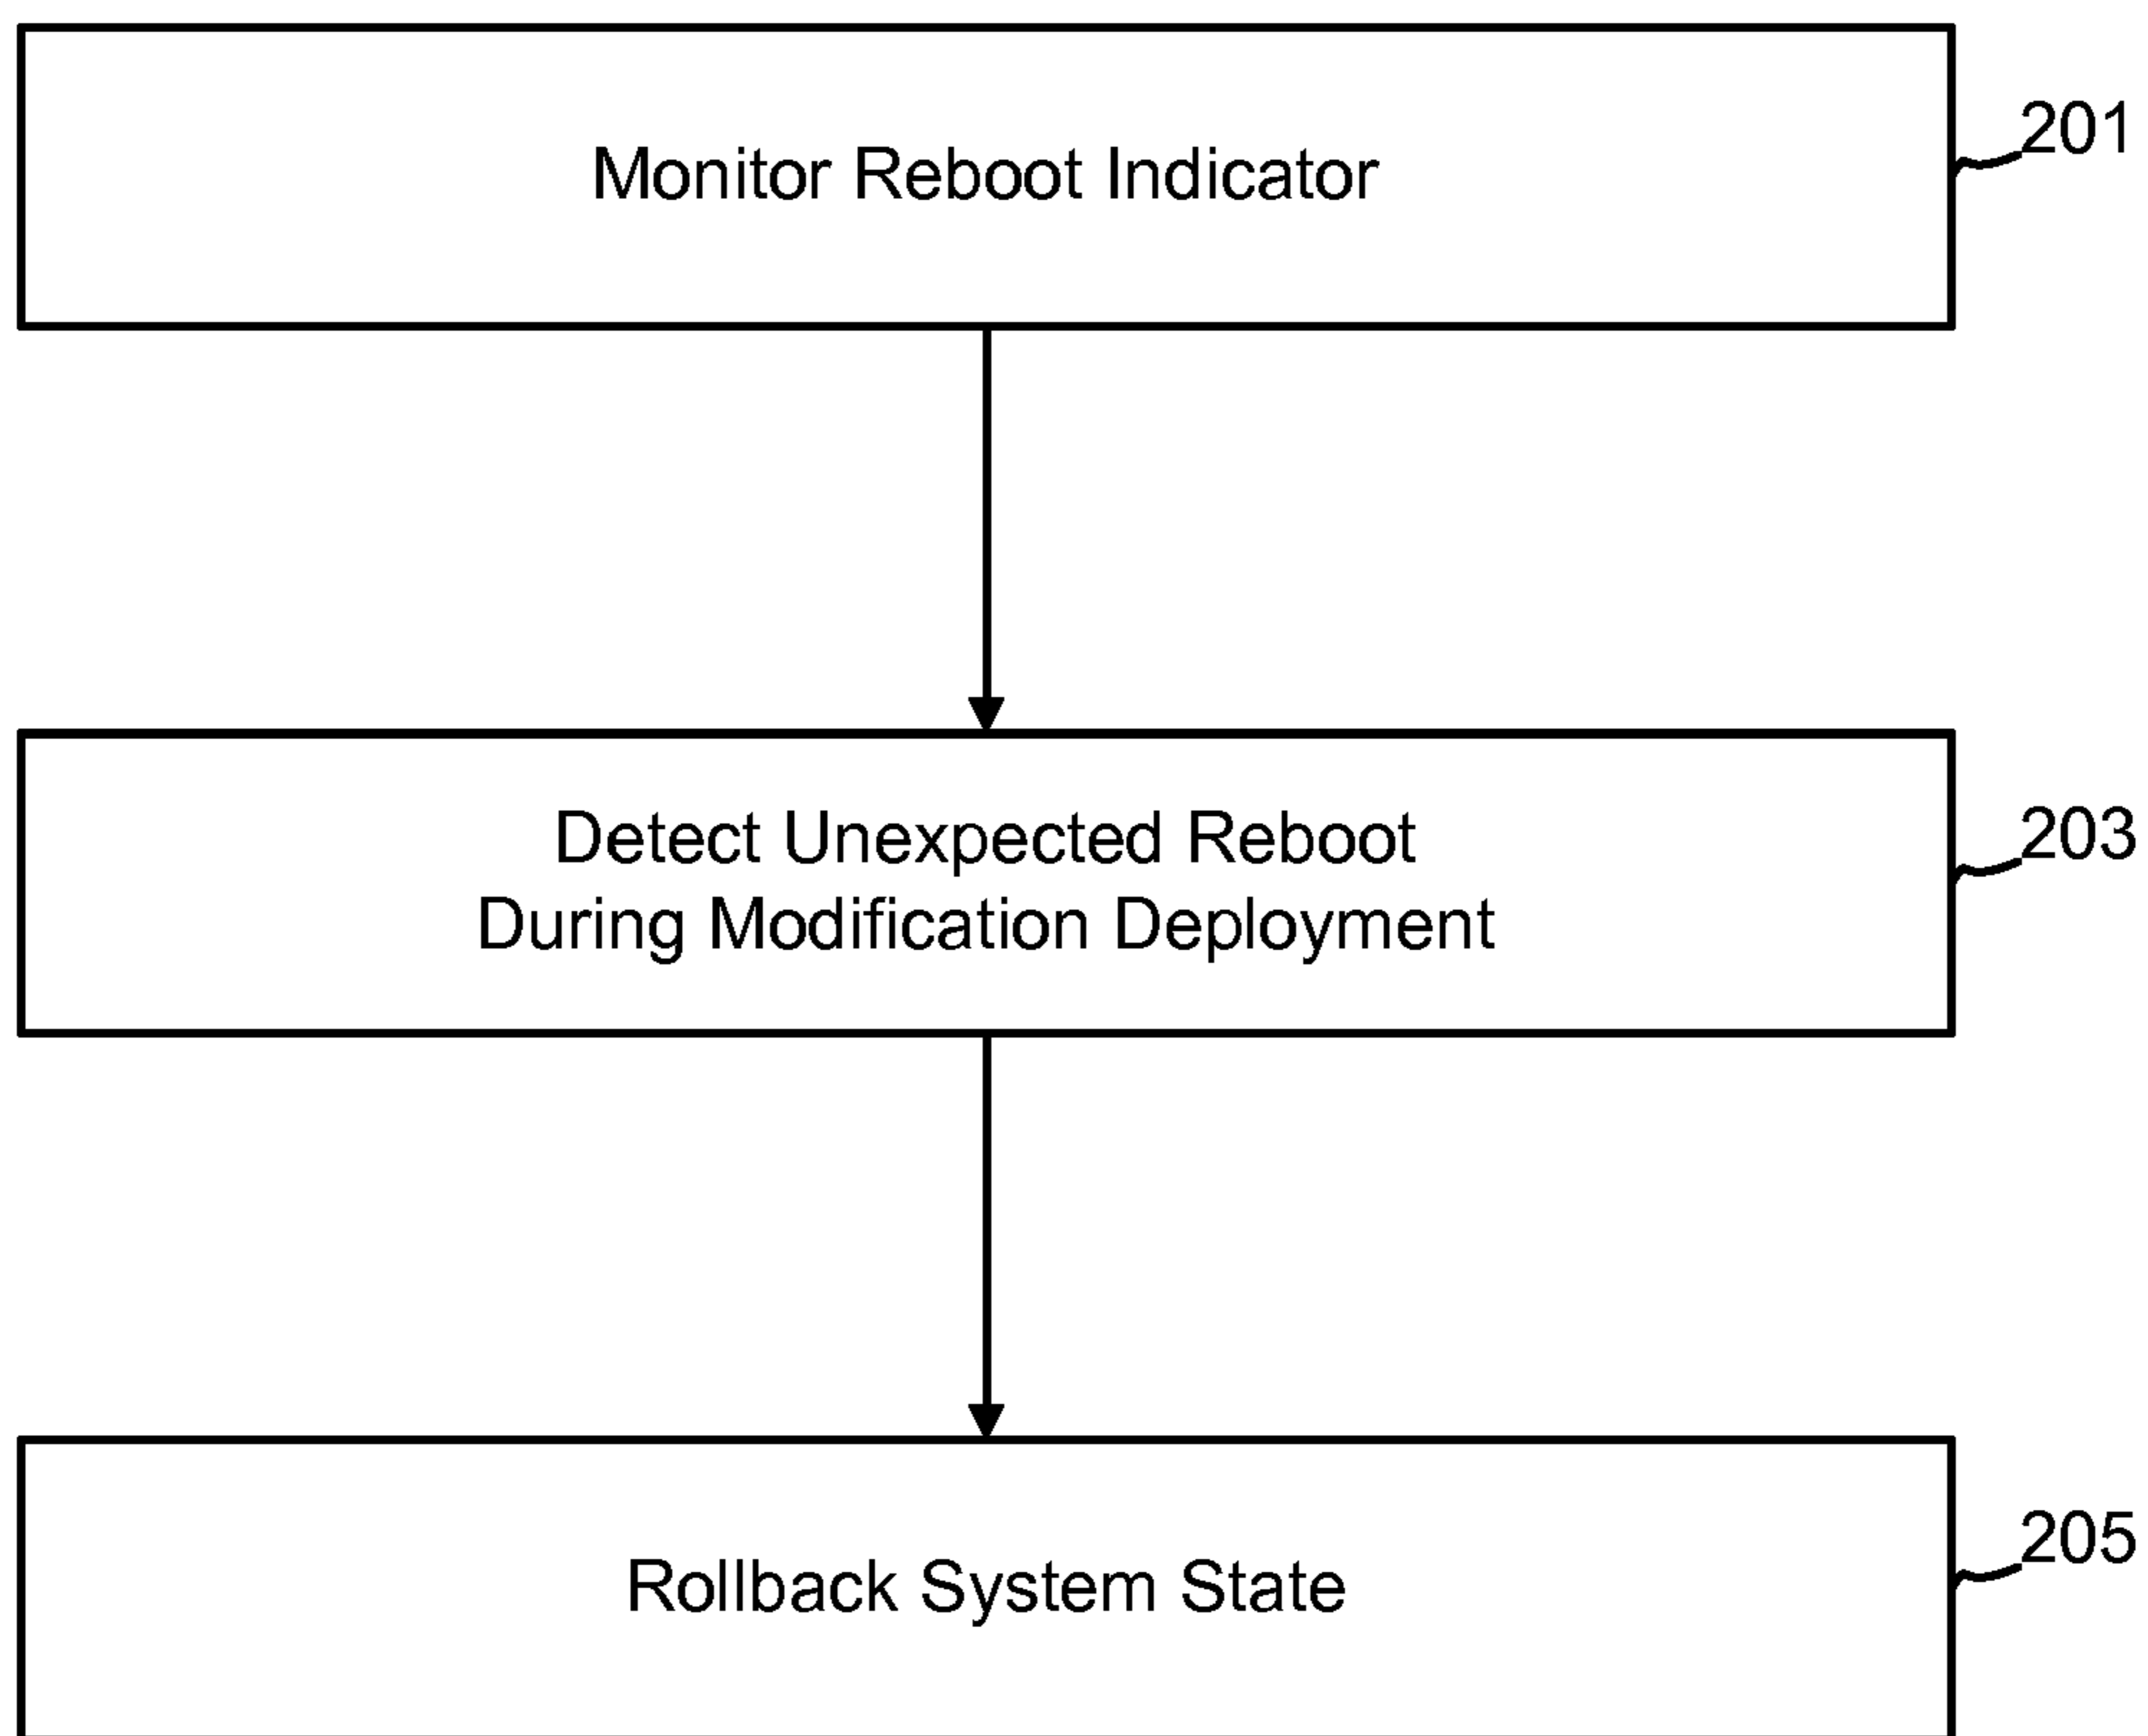 Monitor Reboot Indicator
201
Detect Unexpected Reboot
During Modification Deployment
203
Rollback System State
205